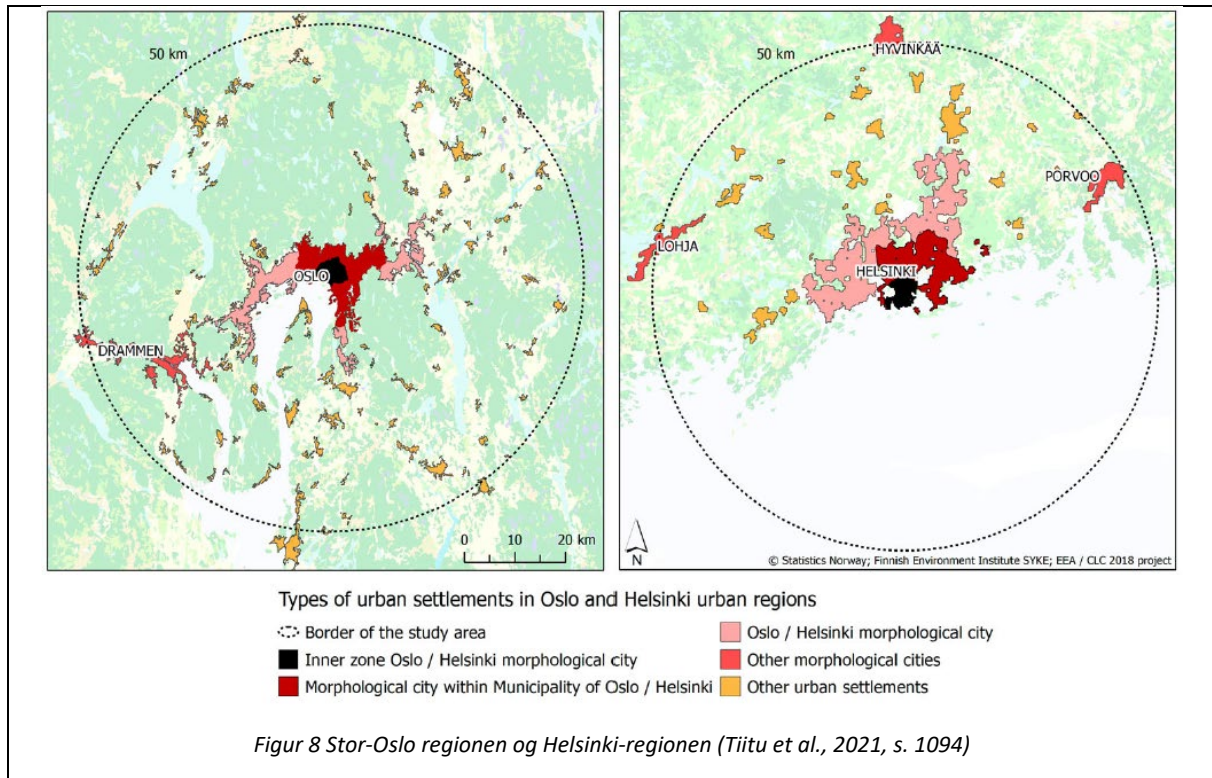 50 km
OSLO
DRAMMEN
0 10 20 km
50 km
HYVINKÄÄ
PORVOO
LOHJA
HELSINKI
N
© Statistics Norway; Finnish Environment Institute SYKE; EEA / CLC 2018 project
Types of urban settlements in Oslo and Helsinki urban regions
Border of the study area
Oslo / Helsinki morphological city
Inner zone Oslo / Helsinki morphological city
Other morphological cities
Morphological city within Municipality of Oslo / Helsinki
Other urban settlements
Figur 8 Stor-Oslo regionen og Helsinki-regionen (Tiitu et al., 2021, s. 1094)